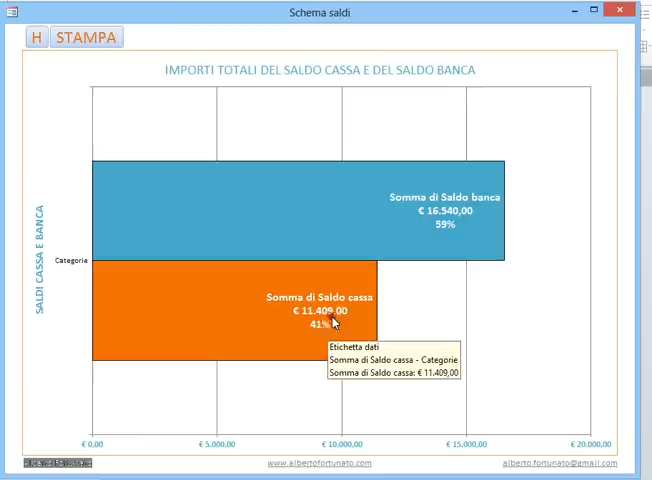 Schema saldi
H STAMPA
IMPORTI TOTALI DEL SALDO CASSA E DEL SALDO BANCA
SALDI CASSA E BANCA
Somma di Saldo banca
€ 16.540,00
59%
Categorie
Somma di Saldo cassa
€ 11.409,00
41%
Etichetta dati
Somma di Saldo cassa - Categorie
Somma di Saldo cassa: € 11.409,00
€ 0,00 € 5,000,00 € 10.000,00 € 15.000,00 € 20.000,00
www.albertofortunato.com alberto.fortunato@gmail.com